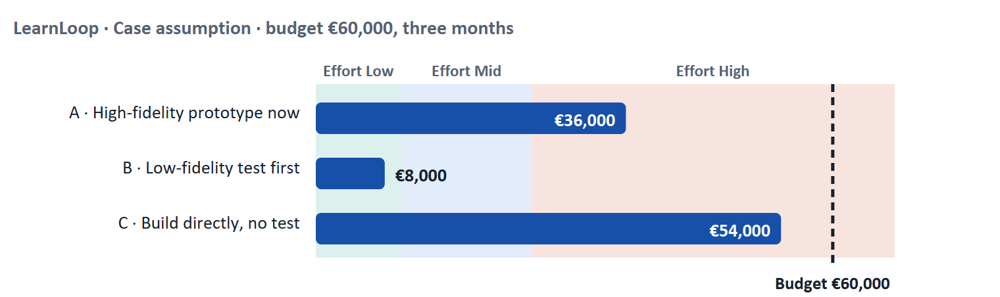 LearnLoop · Case assumption · budget €60,000, three months
Effort Low Effort Mid Effort High
A · High-fidelity prototype now €36,000
B · Low-fidelity test first €8,000
C · Build directly, no test €54,000
Budget €60,000